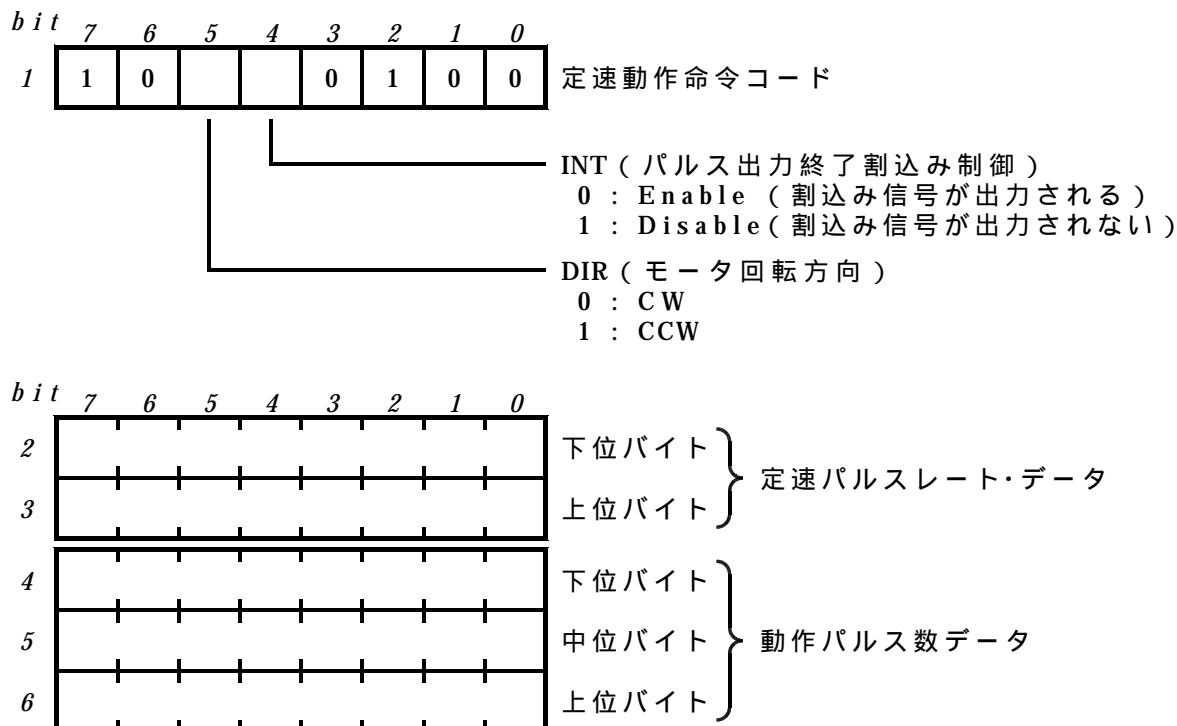 bit 7 6 5 4 3 2 1 0
1 1 0 0 1 0 0 定速動作命令コード
INT(パルス出力終了割込み制御)
0 : Enable (割込み信号が出力される)
1 : Disable(割込み信号が出力されない)
DIR(モータ回転方向)
0 : CW
1 : CCW
bit 7 6 5 4 3 2 1 0
2 下位バイト
定速パルスレート・データ
3 上位バイト
4 下位バイト
5 中位バイト 動作パルス数データ
6 上位バイト